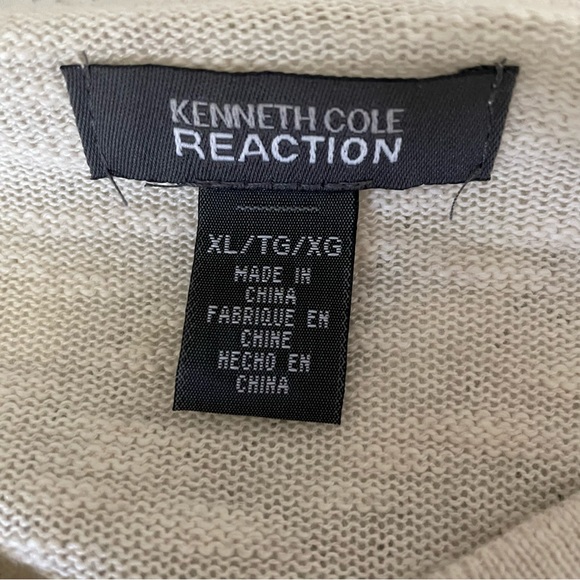 KENNETH COLE
REACTION
XL/TG/XG
MADE IN
CHINA
FABRIQUE EN
CHINE
HECHO EN
CHINA